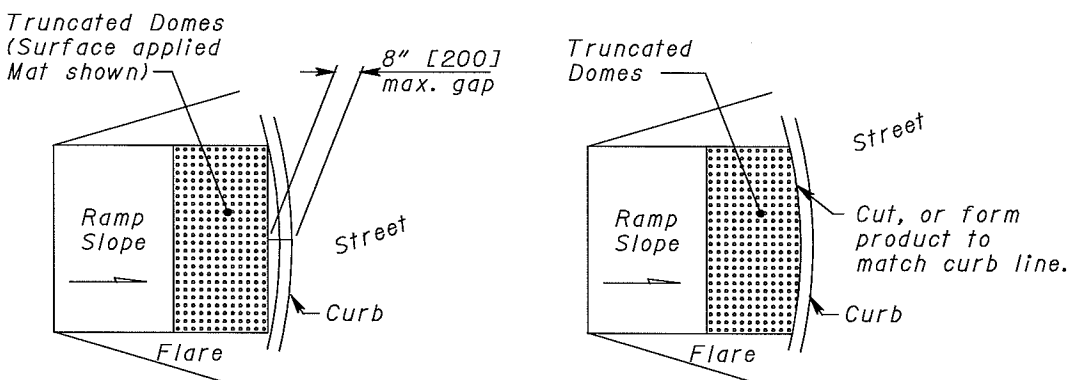 Truncated Domes
(Surface applied
Mat shown)
8" [200]
max. gap
Ramp
Slope
Street
Curb
Flare
Truncated
Domes
Street
Ramp
Slope
Cut, or form
product to
match curb line.
Curb
Flare